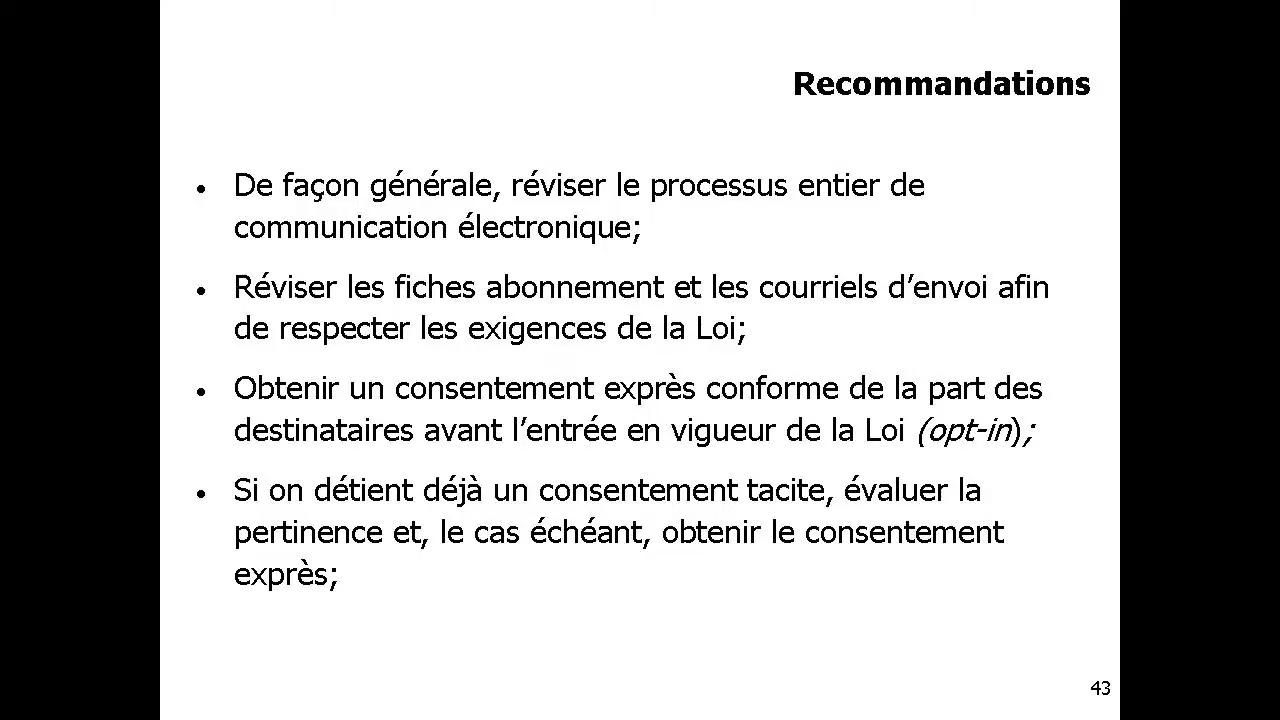 Recommandations
• De façon générale, réviser le processus entier de
communication électronique;
• Réviser les fiches abonnement et les courriels d’envoi afin
de respecter les exigences de la Loi;
• Obtenir un consentement exprès conforme de la part des
destinataires avant l’entrée en vigueur de la Loi (opt-in);
• Si on détient déjà un consentement tacite, évaluer la
pertinence et, le cas échéant, obtenir le consentement
exprès;
43